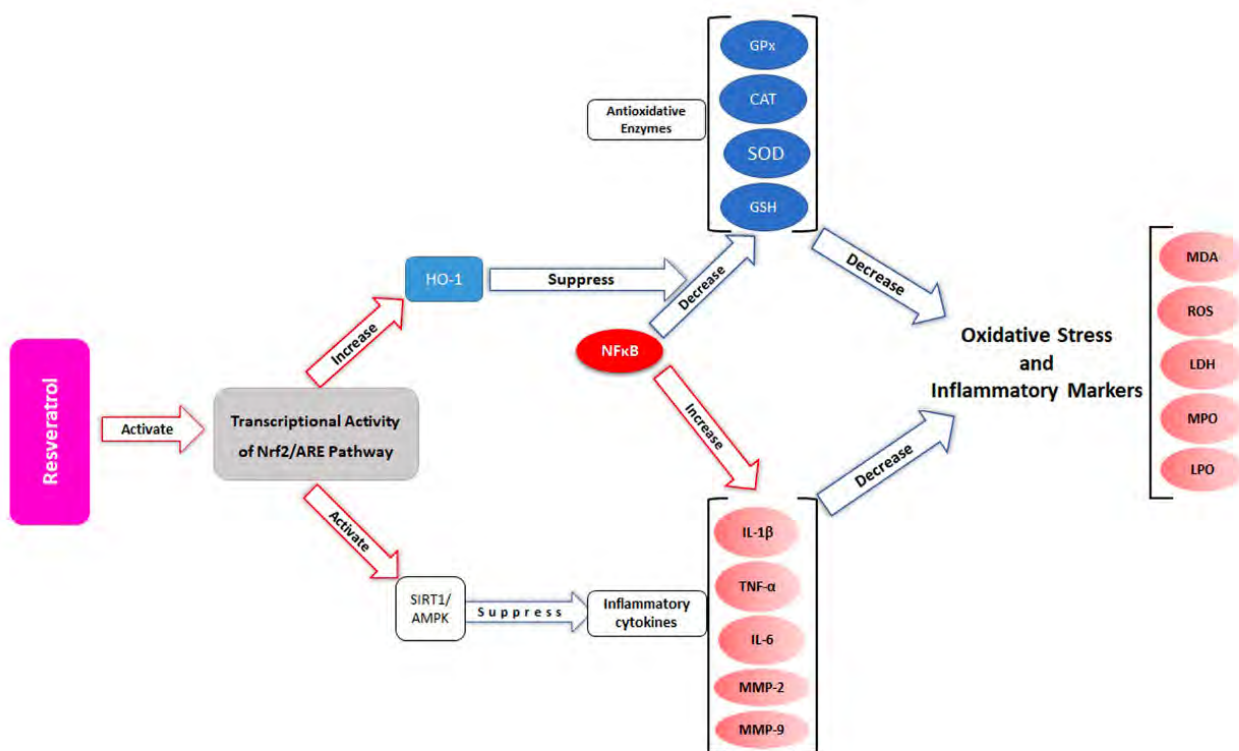 Resveratrol
Activate
Transcriptional Activity
of Nrf2/ARE Pathway
Increase
HO-1
Suppress
Activate
SIRT1/
AMPK
Suppress
NFκB
Decrease
Increase
Antioxidative
Enzymes
GPx
CAT
SOD
GSH
Inflammatory
cytokines
IL-1β
TNF-α
IL-6
MMP-2
MMP-9
Decrease
Decrease
Oxidative Stress
and
Inflammatory Markers
MDA
ROS
LDH
MPO
LPO